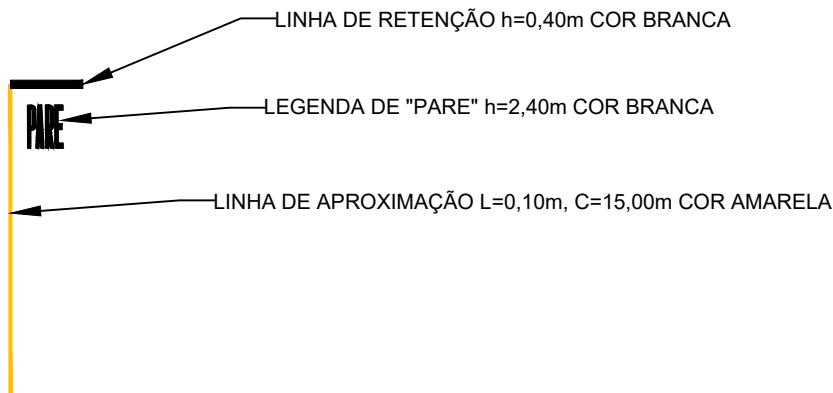 LINHA DE RETENÇÃO h=0,40m COR BRANCA
LEGENDA DE "PARE" h=2,40m COR BRANCA
PARE
LINHA DE APROXIMAÇÃO L=0,10m, C=15,00m COR AMARELA